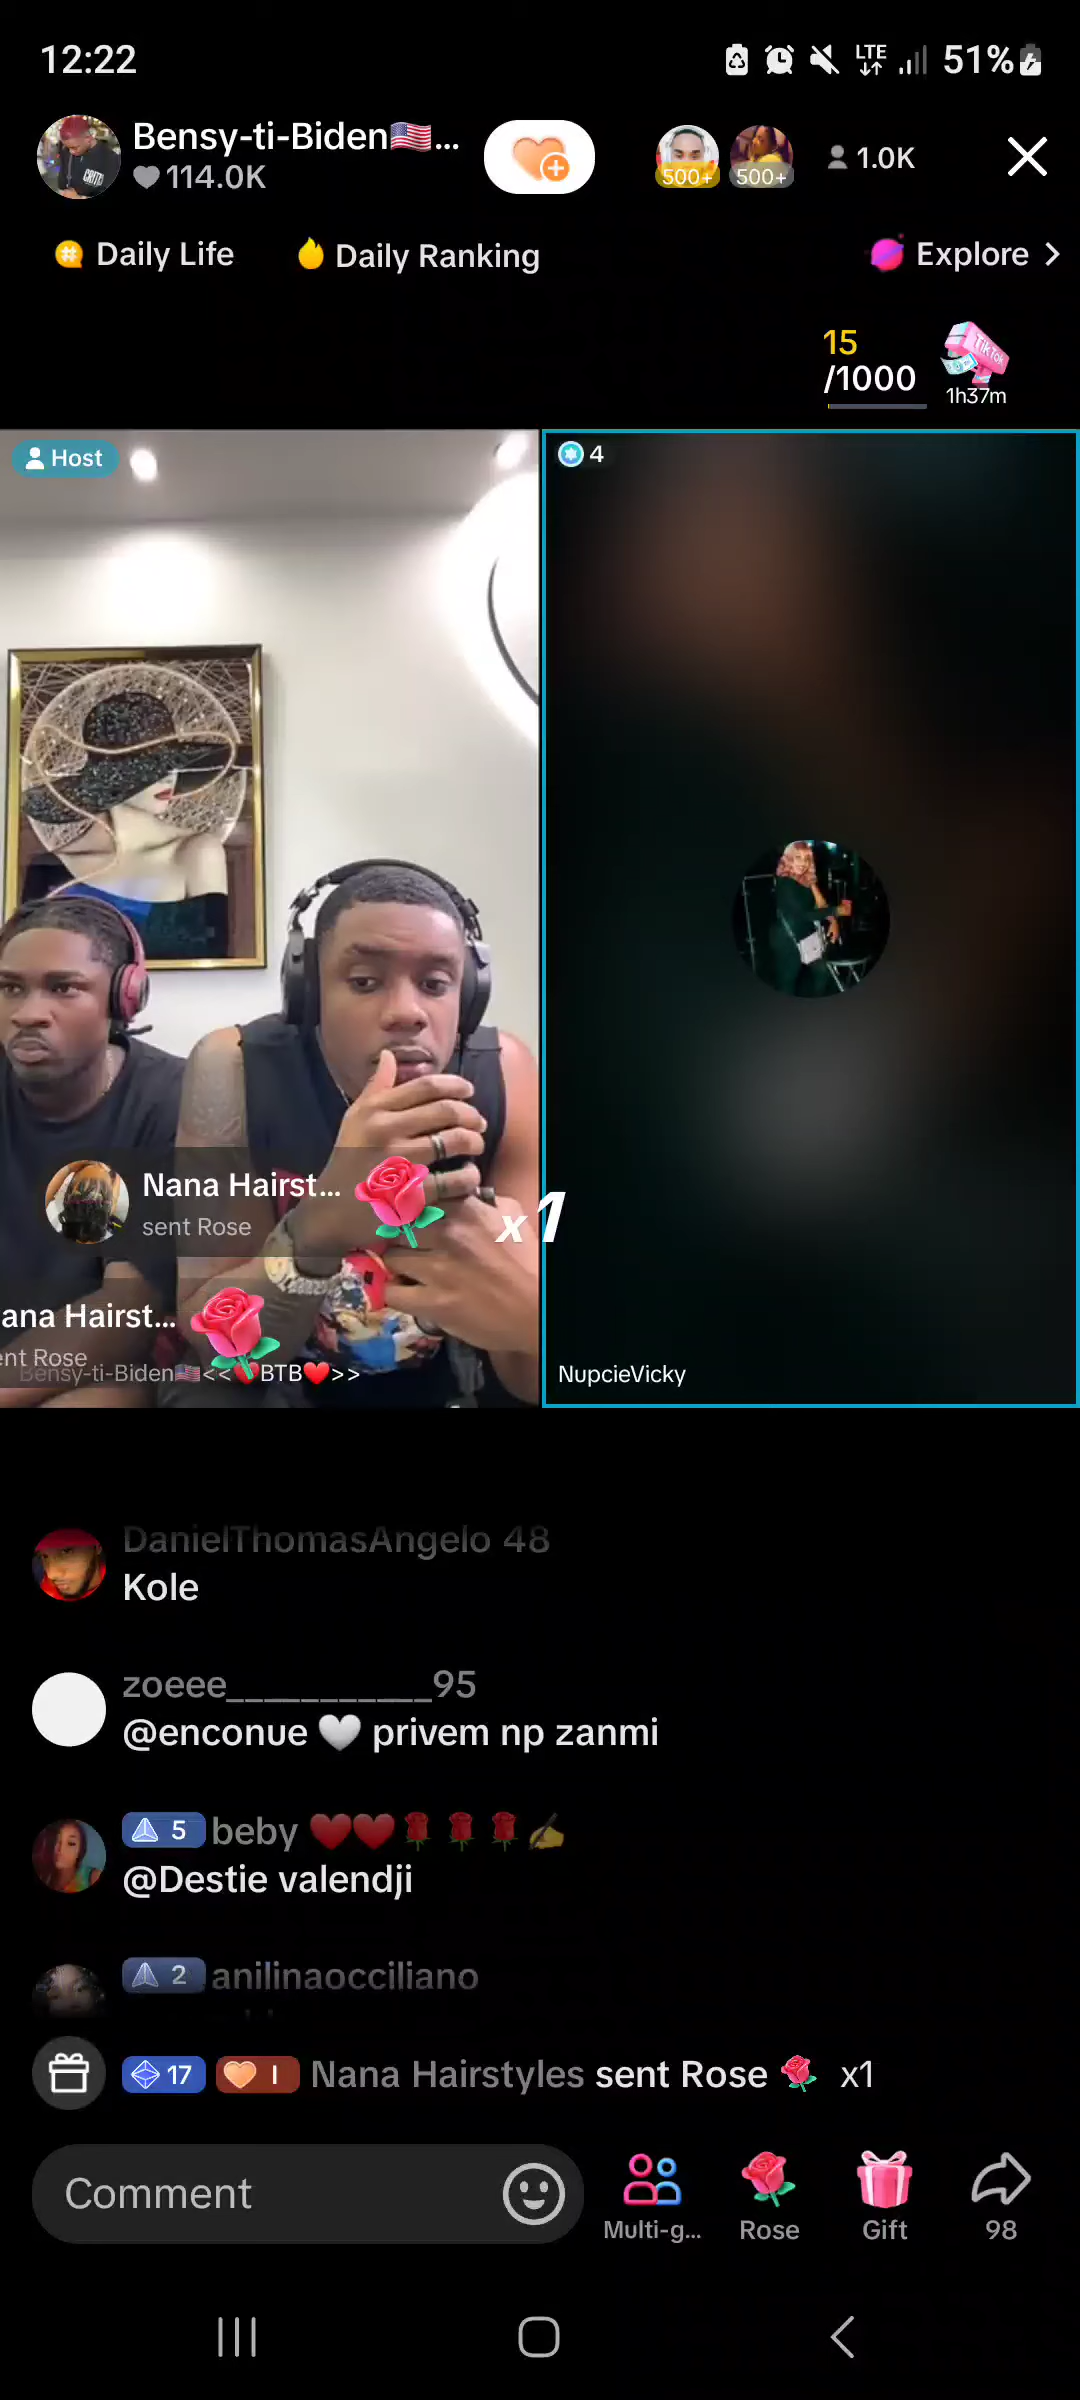 12:22
LTE
51%
Bensy-ti-Biden🇺🇸...
114.0K
500+
500+
1.0K
Daily Life
Daily Ranking
Explore >
15
/1000
TikTok
1h37m
Host
4
Nana Hairst...
sent Rose
x1
ana Hairst...
ent Rose
Bensy-ti-Biden🇺🇸<<❤️BTB❤️>>
NupcieVicky
DanielThomasAngelo 48
Kole
zoeee___________95
@enconue 🤍 privem np zanmi
5 beby ❤️❤️🌹🌹🌹✍️
@Destie valendji
2 anilinaocciliano
17 I Nana Hairstyles sent Rose 🌹 x1
Comment
Multi-g...
Rose
Gift
98